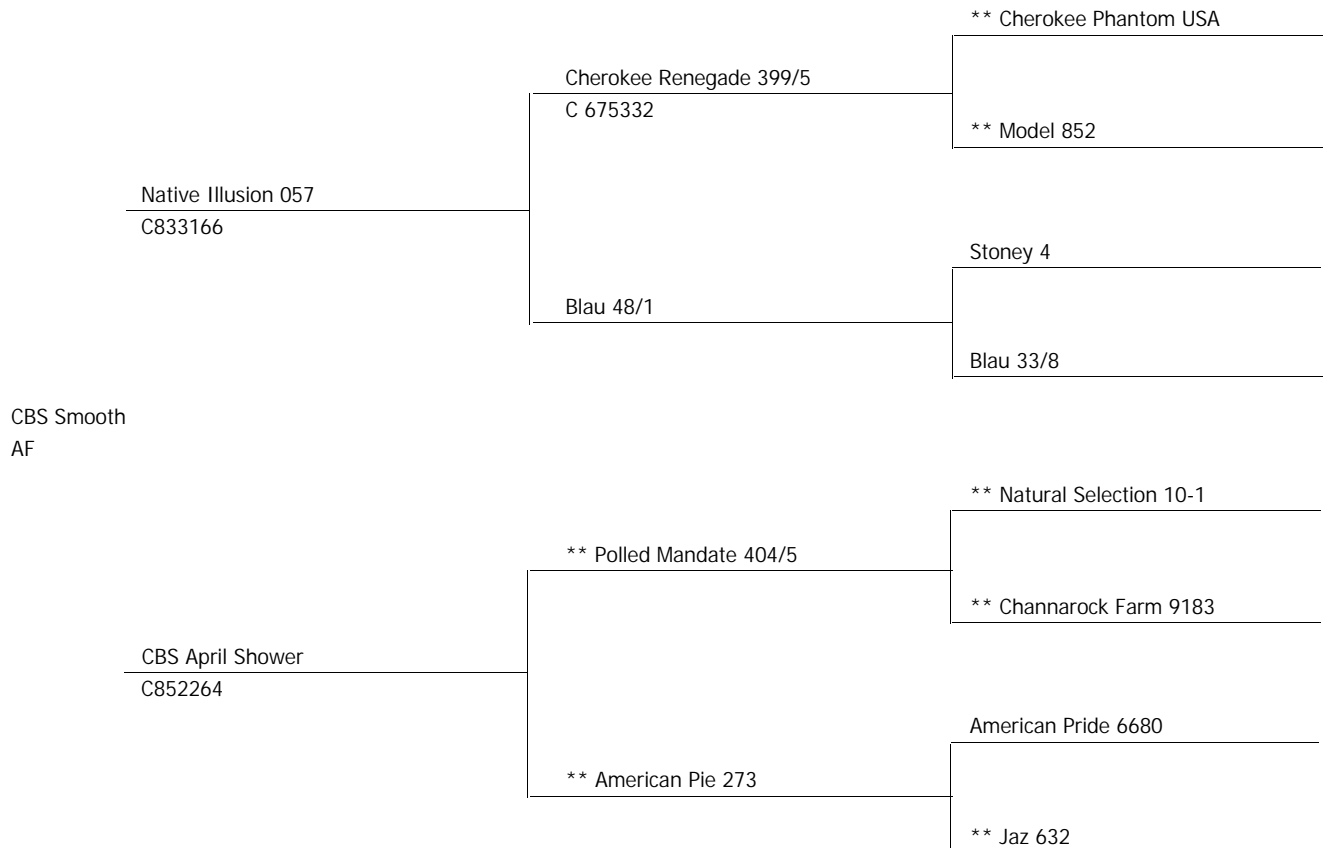 ** Cherokee Phantom USA
Cherokee Renegade 399/5
C 675332
** Model 852
Native Illusion 057
C833166
Stoney 4
Blau 48/1
Blau 33/8
CBS Smooth
AF
** Natural Selection 10-1
** Polled Mandate 404/5
** Channarock Farm 9183
CBS April Shower
C852264
American Pride 6680
** American Pie 273
** Jaz 632